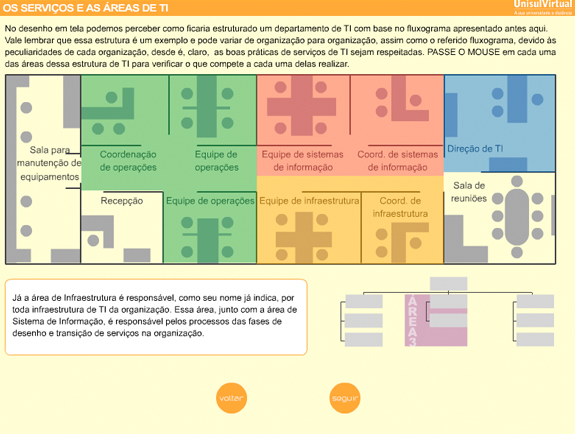 OS SERVIÇOS E AS ÁREAS DE TI
UnisulVirtual
No desenho em tela podemos perceber como ficaria estruturado um departamento de TI com base no fluxograma apresentado antes aqui.
Vale lembrar que essa estrutura é um exemplo e pode variar de organização para organização, assim como o referido fluxograma, devido às
peculiaridades de cada organização, desde é, claro, as boas práticas de serviços de TI sejam respeitadas. PASSE O MOUSE em cada uma
das áreas dessa estrutura de TI para verificar o que compete a cada uma delas realizar.
Sala para
manutenção de
equipamentos
Coordenação
de operações
Equipe de
operações
Equipe de sistemas
de informação
Coord. de sistemas
de informação
Direção de TI
Recepção
Equipe de operações
Equipe de infraestrutura
Coord. de
infraestrutura
Sala de
reuniões
Já a área de Infraestrutura é responsável, como seu nome já indica, por
toda infraestrutura de TI da organização. Essa área, junto com a área de
Sistema de Informação, é responsável pelos processos das fases de
desenho e transição de serviços na organização.
ÁREA3
voltar
seguir